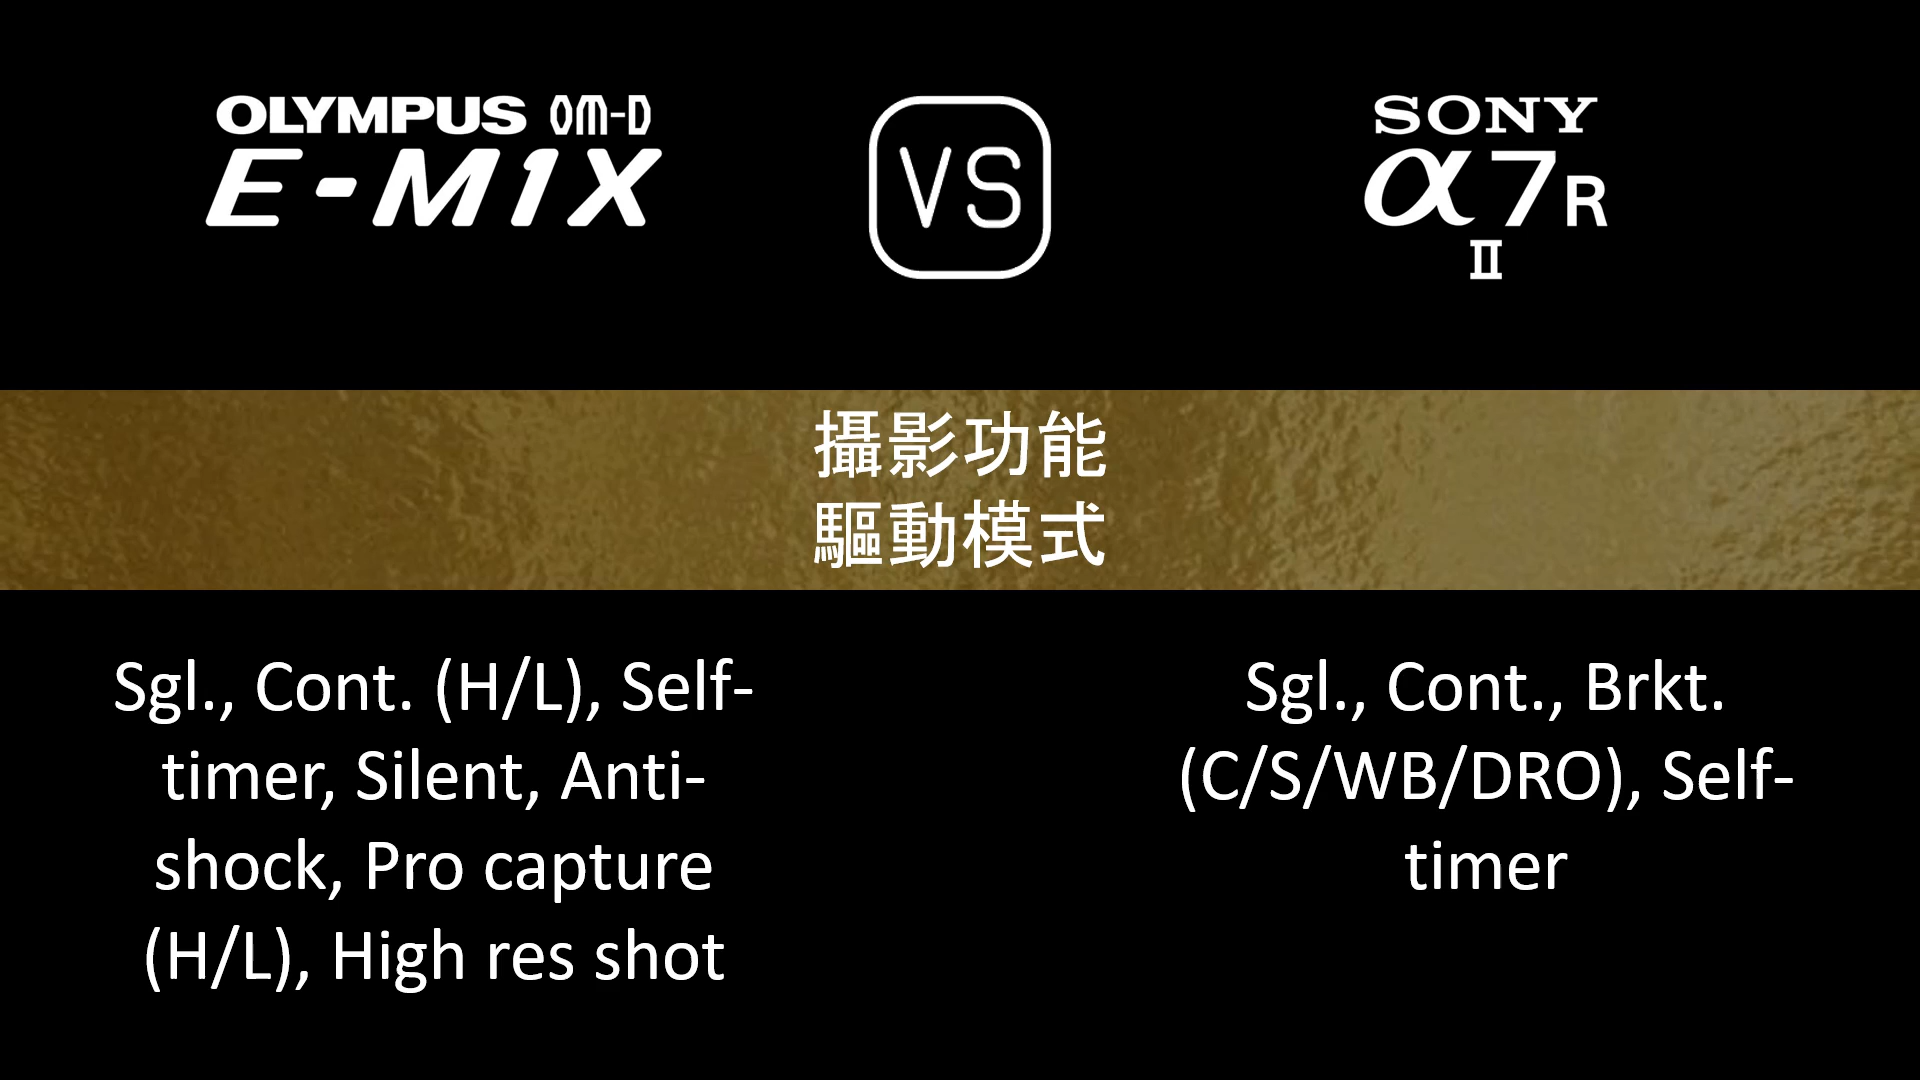 OLYMPUS OM-D
E-M1X
VS
SONY
α7R
II
攝影功能
驅動模式
Sgl., Cont. (H/L), Self-
timer, Silent, Anti-
shock, Pro capture
(H/L), High res shot
Sgl., Cont., Brkt.
(C/S/WB/DRO), Self-
timer